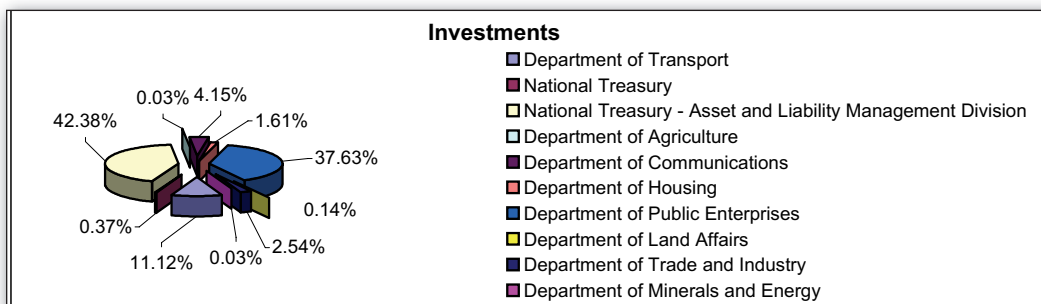 Investments
0.03% 4.15%
42.38%
1.61%
37.63%
0.14%
0.37%
2.54%
11.12% 0.03%
Department of Transport
National Treasury
National Treasury - Asset and Liability Management Division
Department of Agriculture
Department of Communications
Department of Housing
Department of Public Enterprises
Department of Land Affairs
Department of Trade and Industry
Department of Minerals and Energy